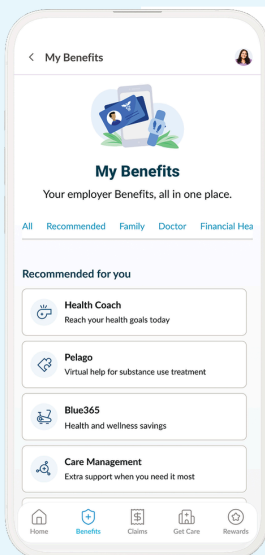 My Benefits
My Benefits
Your employer Benefits, all in one place.
All Recommended Family Doctor Financial Hea
Recommended for you
Health Coach
Reach your health goals today
Pelago
Virtual help for substance use treatment
Blue365
Health and wellness savings
Care Management
Extra support when you need it most
Home Benefits Claims Get Care Rewards